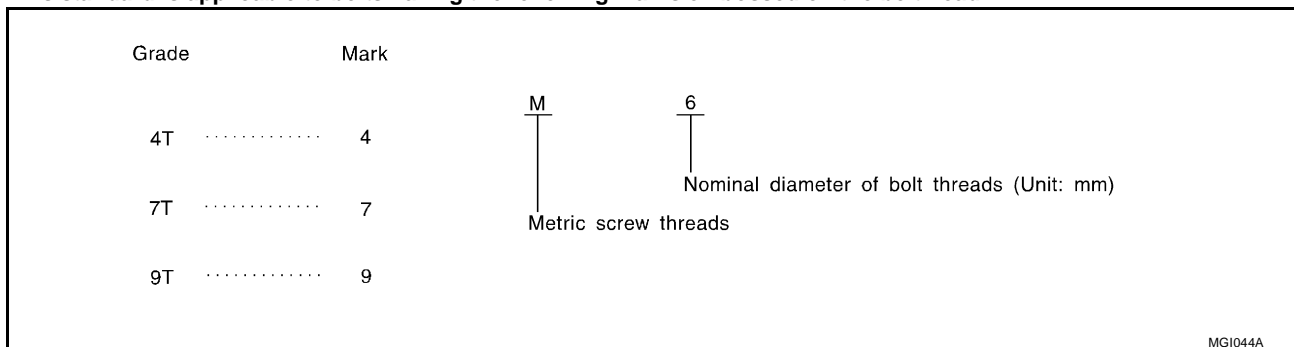 Grade Mark
M 6
4T ............. 4
Nominal diameter of bolt threads (Unit: mm)
7T ............. 7
Metric screw threads
9T ............. 9
MGI044A